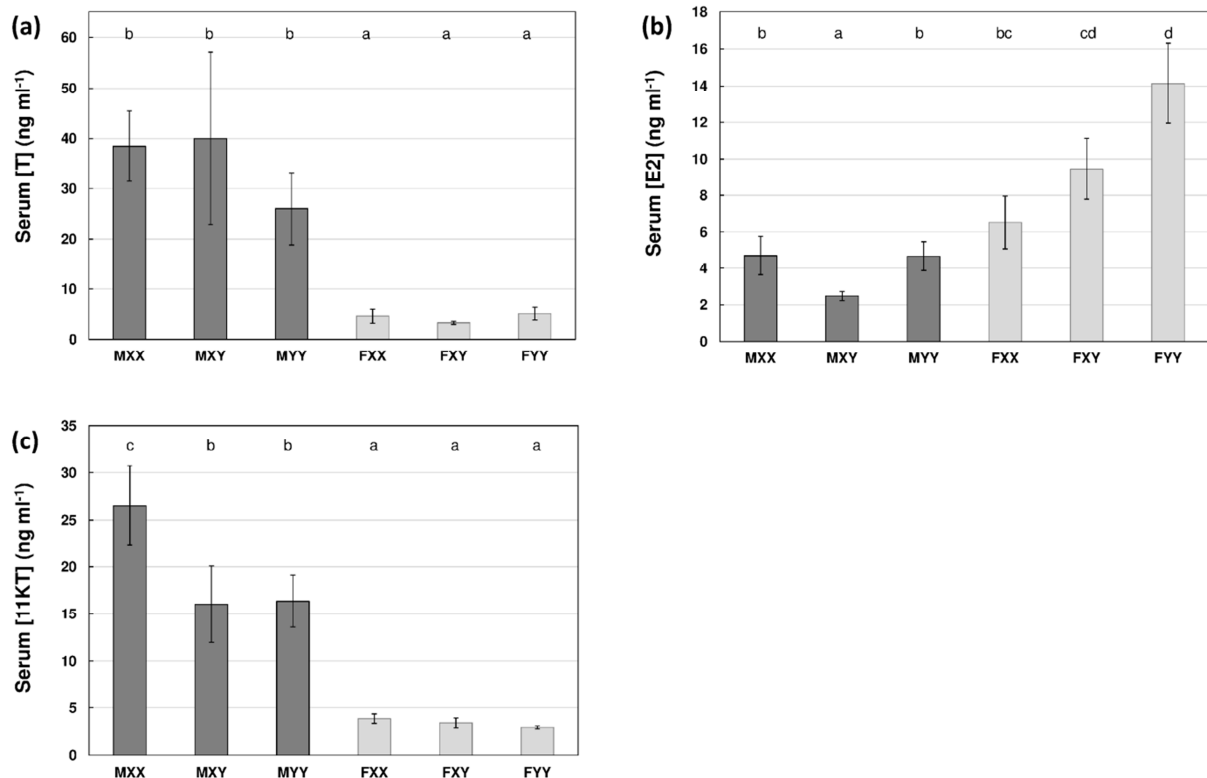 (a)
Serum [T] (ng ml⁻¹)
60
50
40
30
20
10
0
b b b a a a
MXX MXY MYY FXX FXY FYY
(b)
Serum [E2] (ng ml⁻¹)
18
16
14
12
10
8
6
4
2
0
b a b bc cd d
MXX MXY MYY FXX FXY FYY
(c)
Serum [11KT] (ng ml⁻¹)
35
30
25
20
15
10
5
0
c b b a a a
MXX MXY MYY FXX FXY FYY